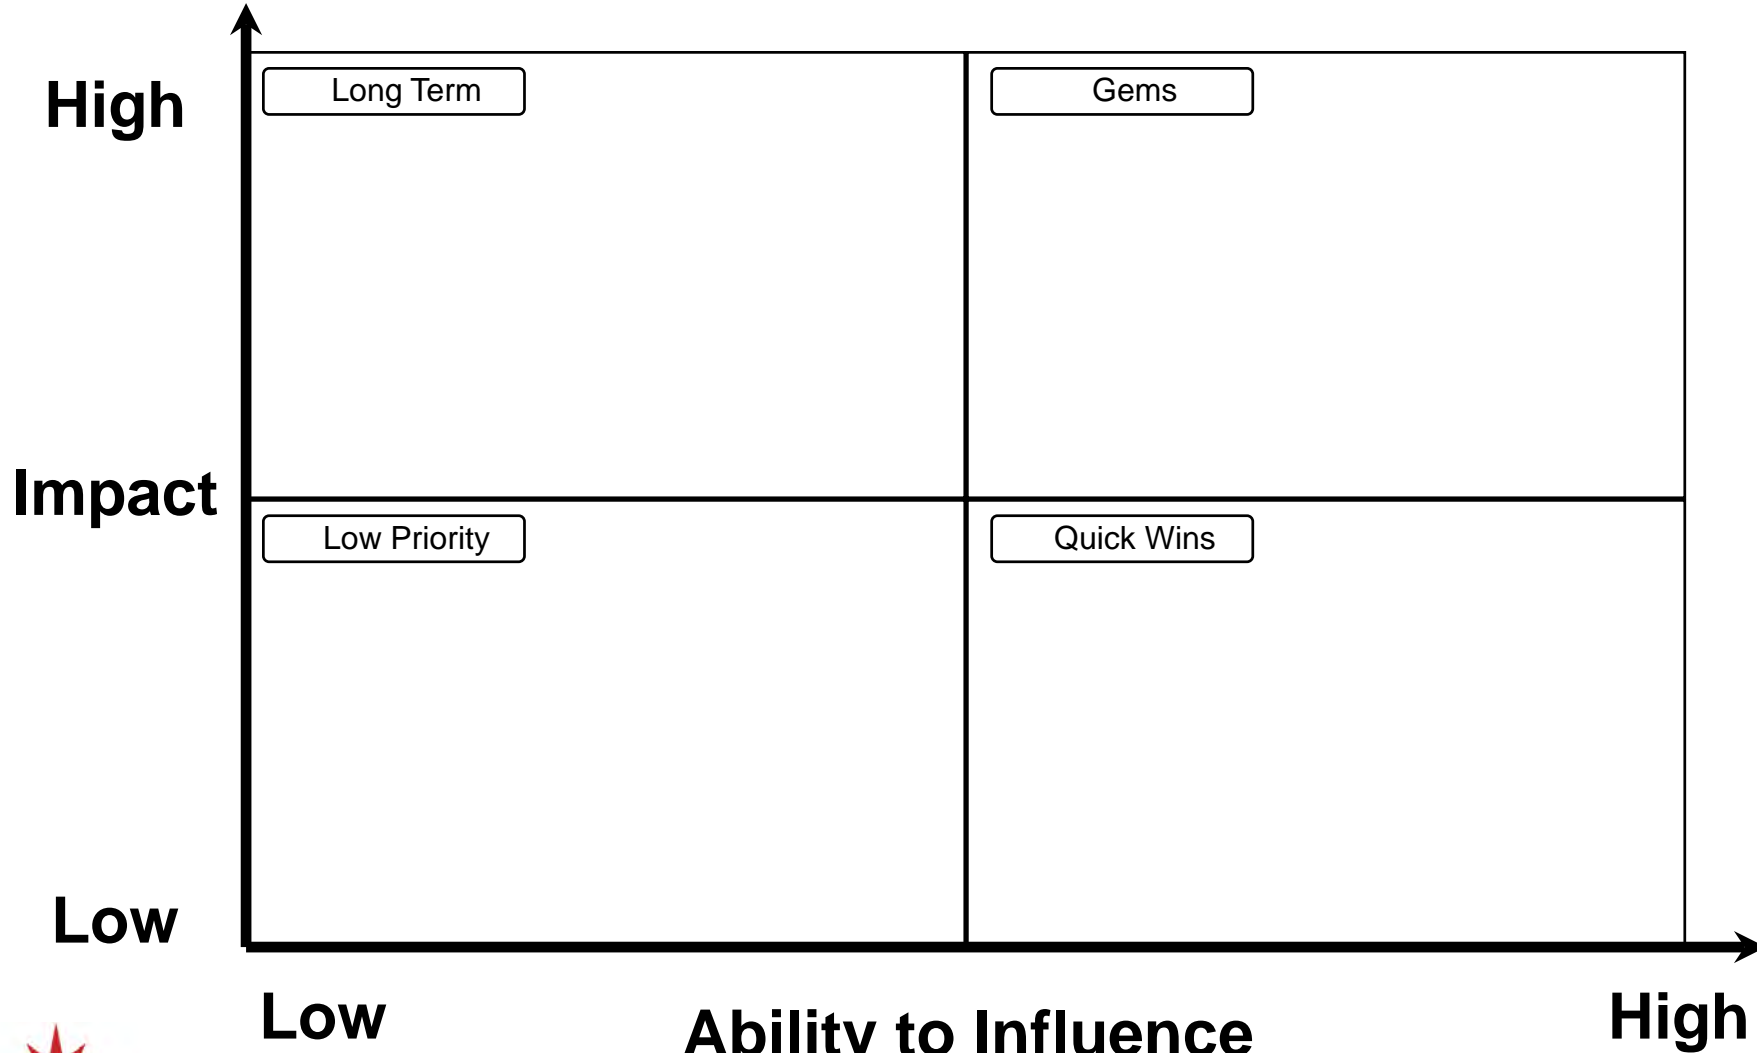 High
Long Term
Gems
Impact
Low Priority
Quick Wins
Low
Low
Ability to Influence
High